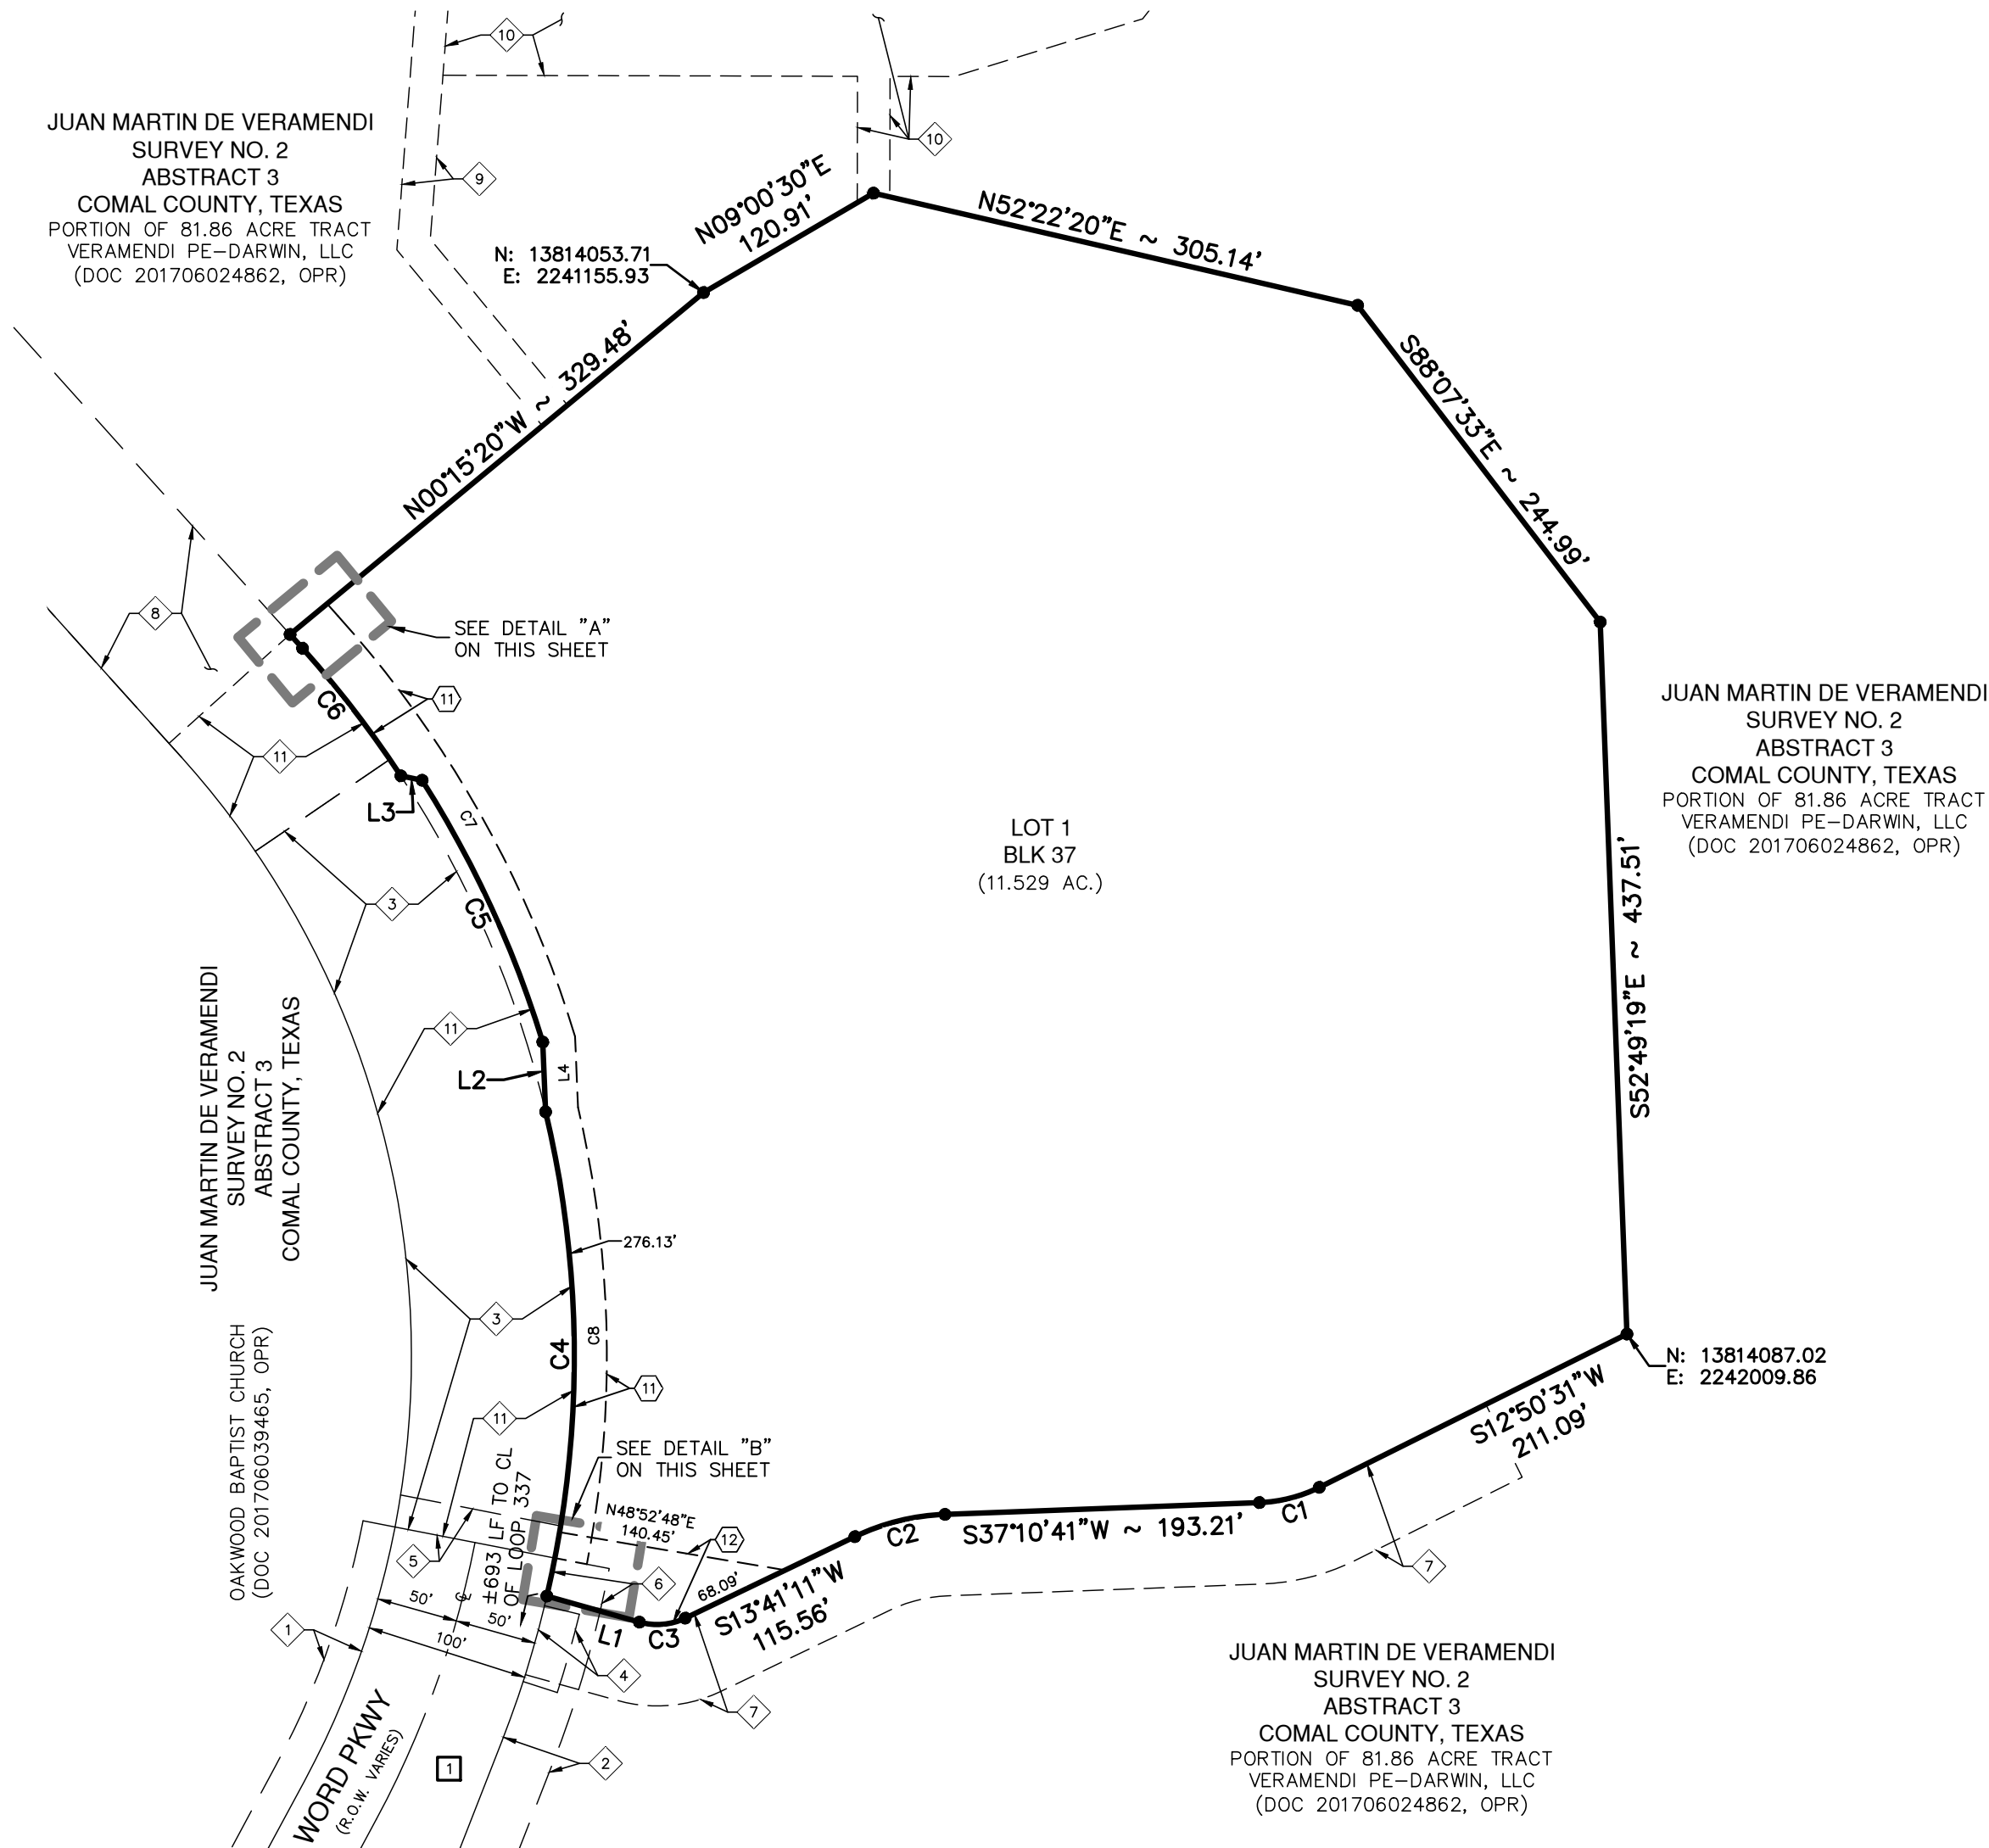 10
10
JUAN MARTIN DE VERAMENDI
SURVEY NO. 2
ABSTRACT 3
COMAL COUNTY, TEXAS
PORTION OF 81.86 ACRE TRACT
VERAMENDI PE-DARWIN, LLC
(DOC 201706024862, OPR)
9
N09°00'30"E
120.91'
N52°22'20"E ~ 305.14'
N: 13814053.71
E: 2241155.93
N00°15'20"W ~ 329.48'
S88°07'33"E ~ 244.99'
8
SEE DETAIL "A"
ON THIS SHEET
C6
11
11
L3
C7
JUAN MARTIN DE VERAMENDI
SURVEY NO. 2
ABSTRACT 3
COMAL COUNTY, TEXAS
PORTION OF 81.86 ACRE TRACT
VERAMENDI PE-DARWIN, LLC
(DOC 201706024862, OPR)
LOT 1
BLK 37
(11.529 AC.)
3
C5
S52°49'19"E ~ 437.51'
11
L2
L4
JUAN MARTIN DE VERAMENDI
SURVEY NO. 2
ABSTRACT 3
COMAL COUNTY, TEXAS
OAKWOOD BAPTIST CHURCH
(DOC 201706039465, OPR)
276.13'
3
C4
C8
11
11
N: 13814087.02
E: 2242009.86
S12°50'31"W
211.09'
SEE DETAIL "B"
ON THIS SHEET
±693 LF TO CL
OF LOOP 337
N48°52'48"E
140.45'
12
C1
C2
S37°10'41"W ~ 193.21'
5
6
7
68.09'
S13°41'11"W
115.56'
50'
℄
50'
100'
L1
C3
1
4
7
2
WORD PKWY
(R.O.W. VARIES)
1
JUAN MARTIN DE VERAMENDI
SURVEY NO. 2
ABSTRACT 3
COMAL COUNTY, TEXAS
PORTION OF 81.86 ACRE TRACT
VERAMENDI PE-DARWIN, LLC
(DOC 201706024862, OPR)